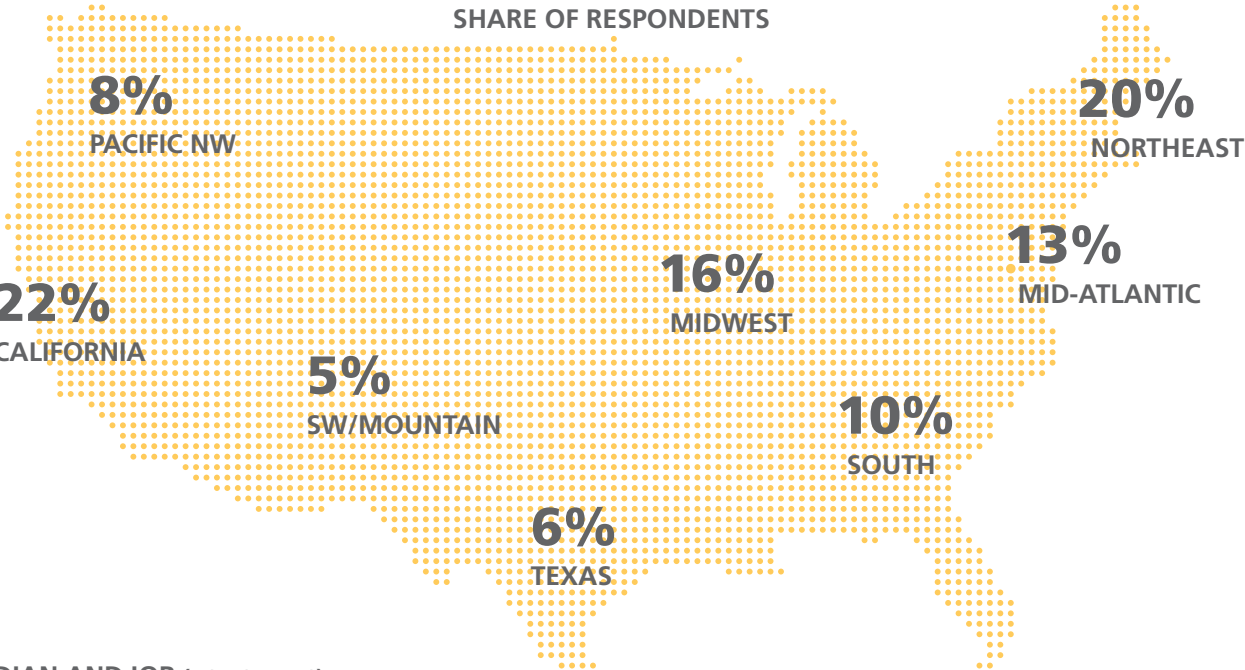 SHARE OF RESPONDENTS
8%
PACIFIC NW
20%
NORTHEAST
13%
MID-ATLANTIC
16%
MIDWEST
22%
CALIFORNIA
5%
SW/MOUNTAIN
10%
SOUTH
6%
TEXAS